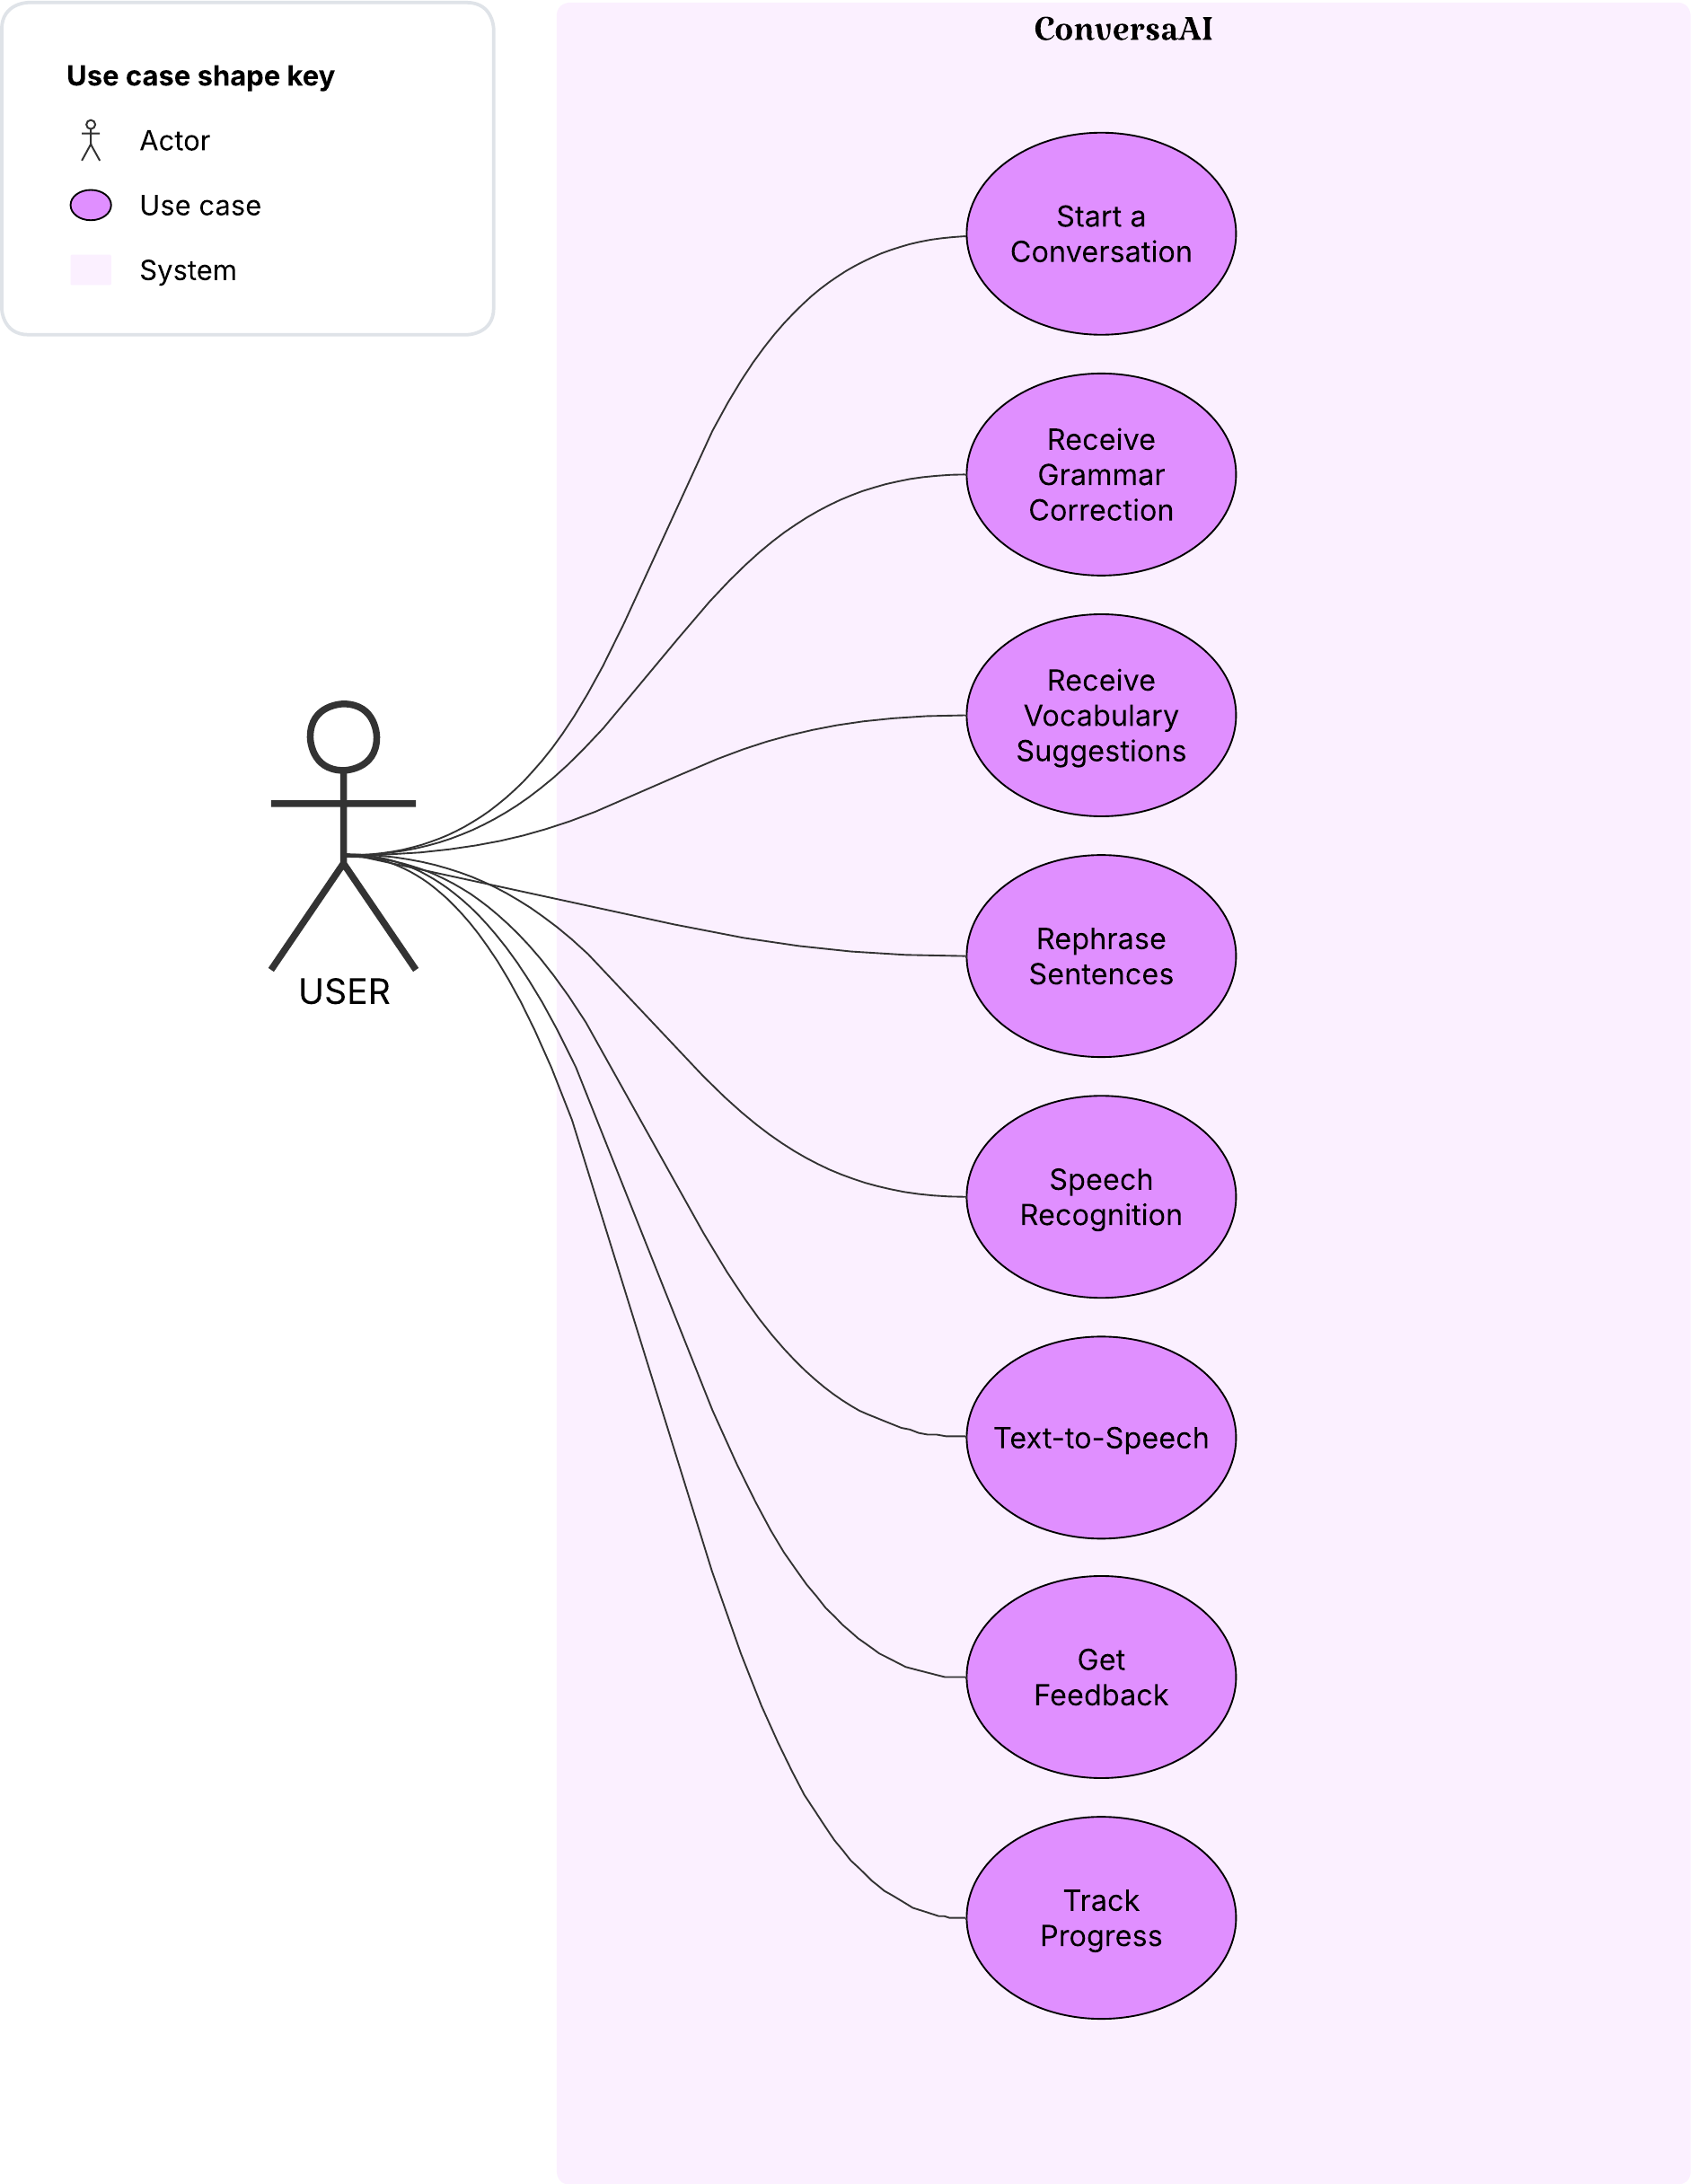 ConversaAI
Use case shape key
Actor
Use case
System
Start a
Conversation
Receive
Grammar
Correction
Receive
Vocabulary
Suggestions
Rephrase
Sentences
USER
Speech
Recognition
Text-to-Speech
Get
Feedback
Track
Progress